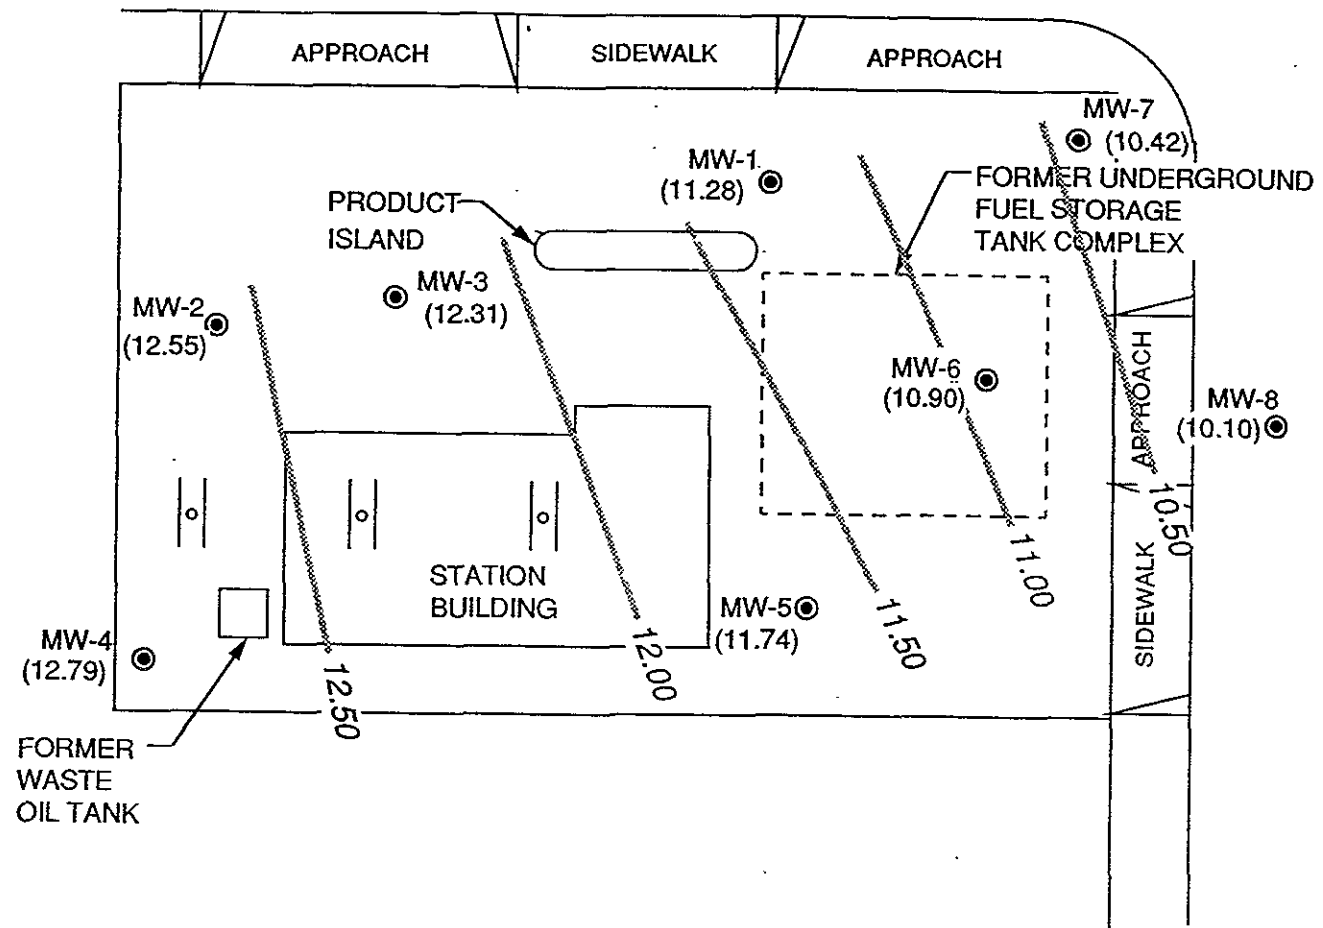 APPROACH
SIDEWALK
APPROACH
MW-7
(10.42)
MW-1
(11.28)
FORMER UNDERGROUND
FUEL STORAGE
TANK COMPLEX
PRODUCT
ISLAND
MW-3
(12.31)
MW-2
(12.55)
MW-6
(10.90)
APPROACH
MW-8
(10.10)
10.50
11.00
SIDEWALK
STATION
BUILDING
MW-5
(11.74)
11.50
12.00
MW-4
(12.79)
12.50
FORMER
WASTE
OIL TANK